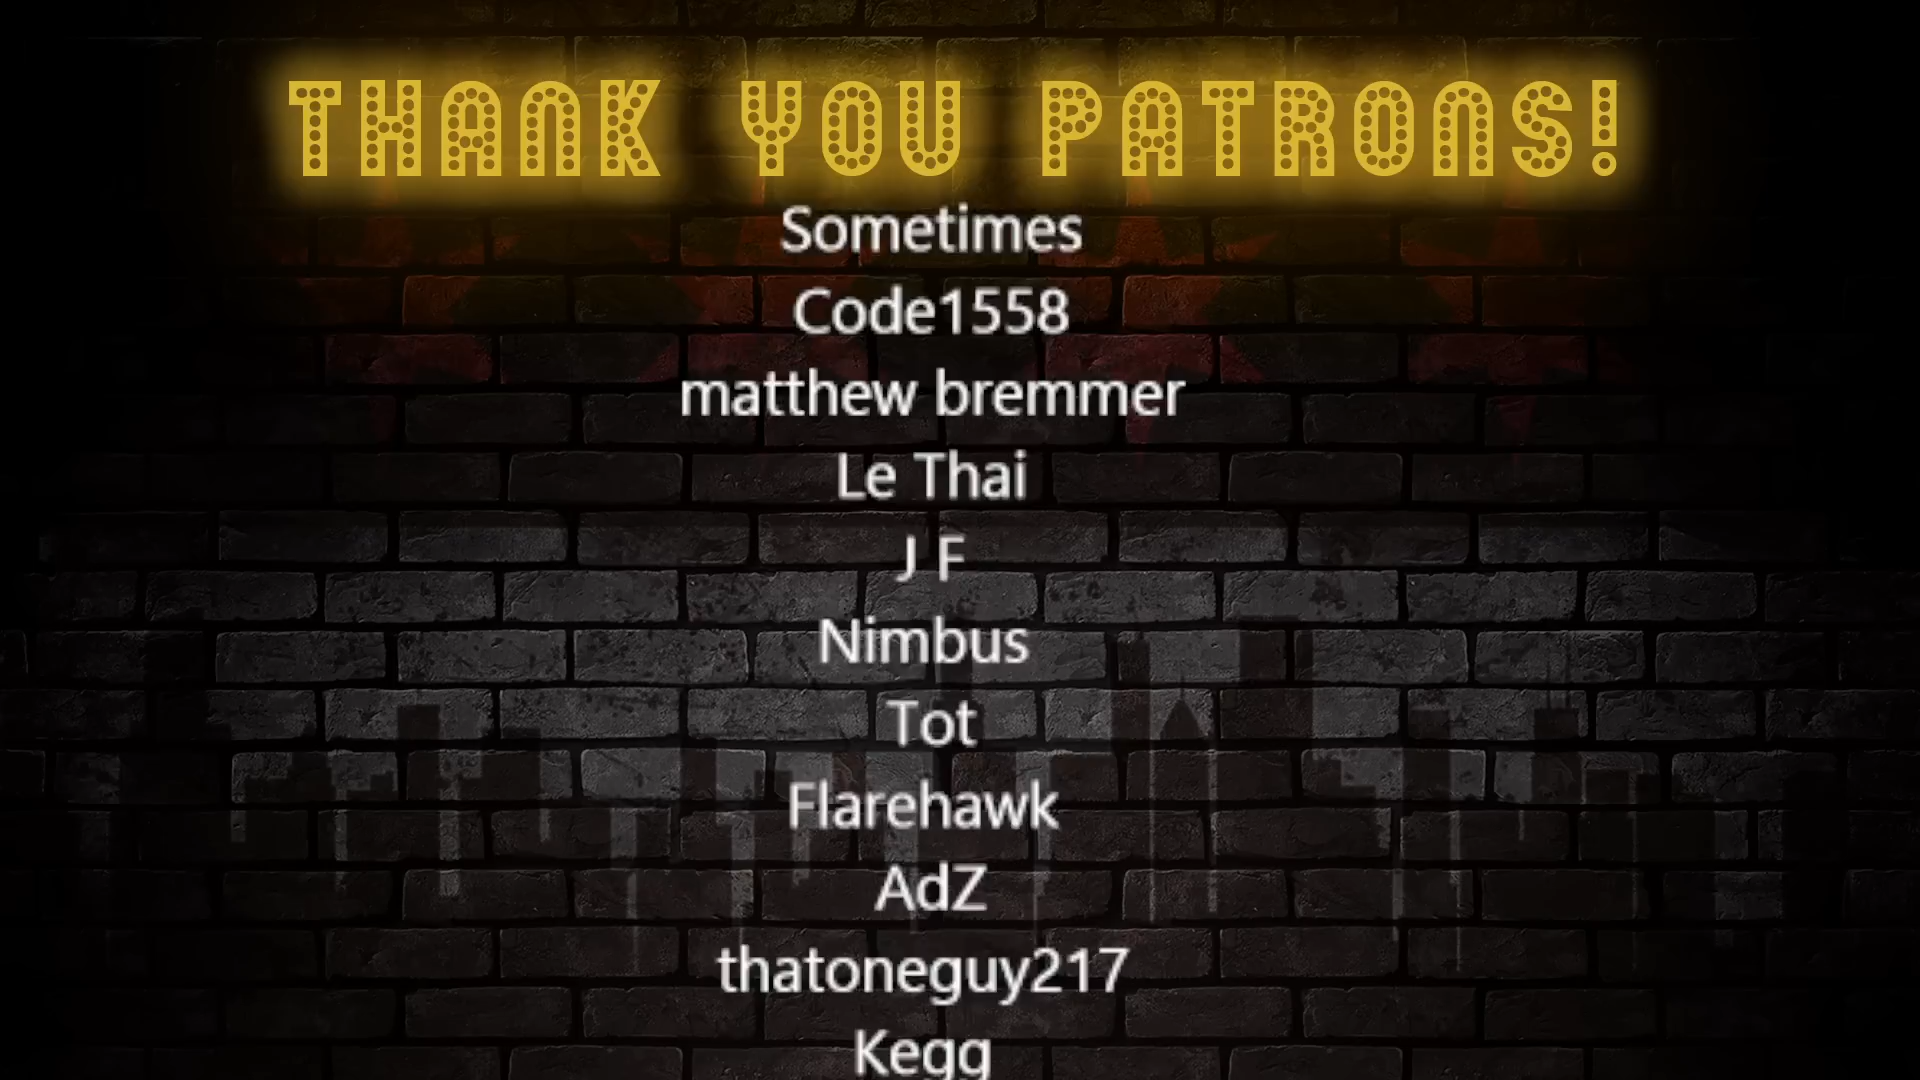 THANK YOU PATRONS!
Sometimes
Code1558
matthew bremmer
Le Thai
J F
Nimbus
Tot
Flarehawk
AdZ
thatoneguy217
Kegg